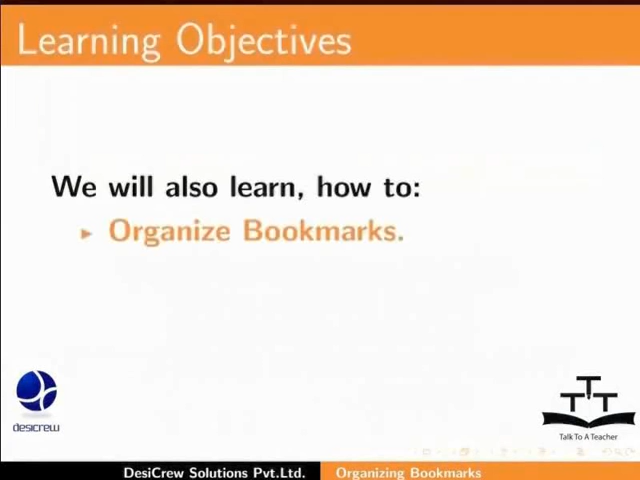 Learning Objectives
We will also learn, how to:
Organize Bookmarks.
desicrew
TTT
Talk To A Teacher
DesiCrew Solutions Pvt.Ltd. Organizing Bookmarks